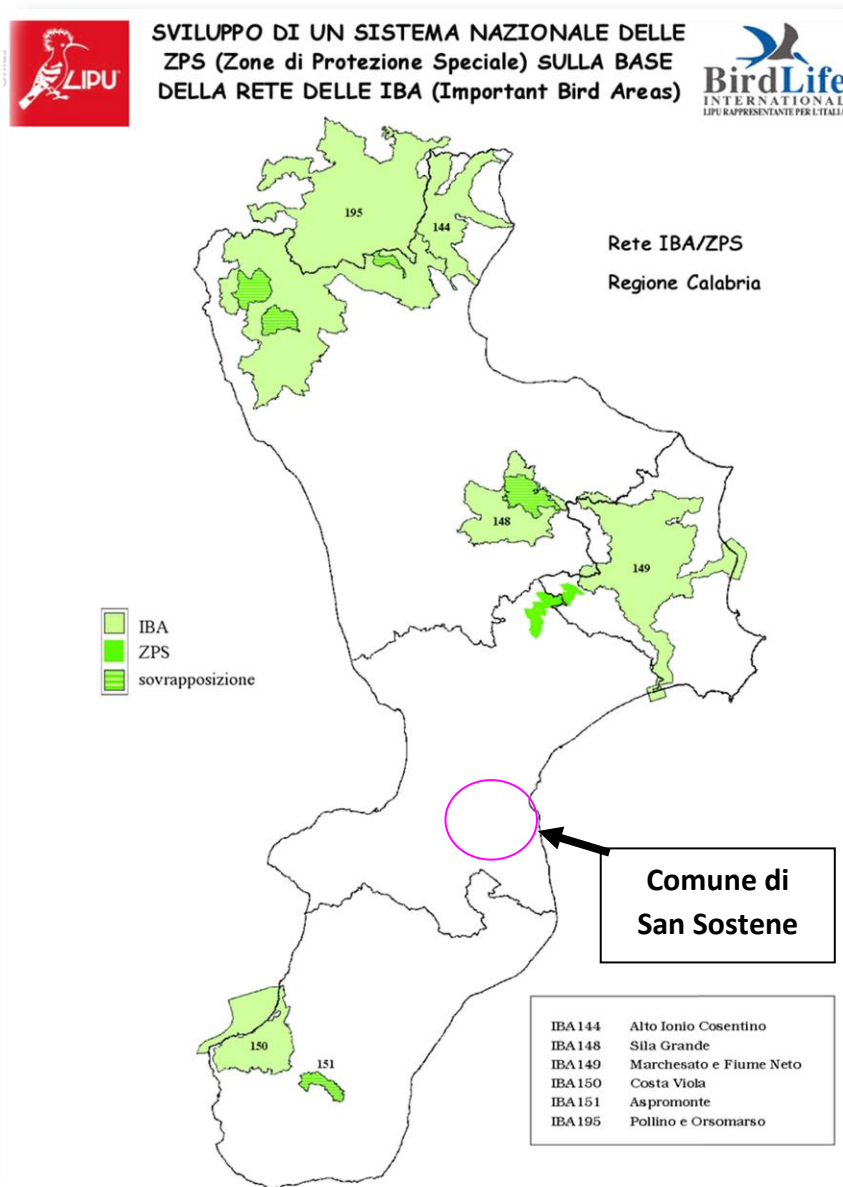 LIPU
SVILUPPO DI UN SISTEMA NAZIONALE DELLE
ZPS (Zone di Protezione Speciale) SULLA BASE
DELLA RETE DELLE IBA (Important Bird Areas)
BirdLife
INTERNATIONAL
LIPU RAPPRESENTANTE PER L'ITALIA
195
144
Rete IBA/ZPS
Regione Calabria
148
149
IBA
ZPS
sovrapposizione
Comune di
San Sostene
150
151
IBA144 Alto Ionio Cosentino
IBA148 Sila Grande
IBA149 Marchesato e Fiume Neto
IBA150 Costa Viola
IBA151 Aspromonte
IBA195 Pollino e Orsomarso